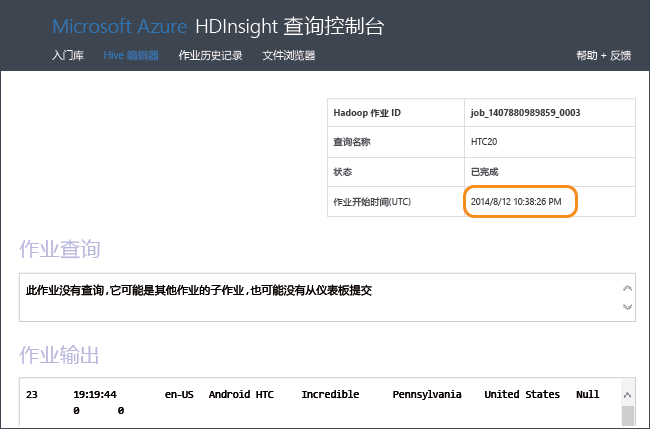 Microsoft Azure HDInsight 查询控制台
入门库 Hive 编辑器 作业历史记录 文件浏览器 帮助 + 反馈
Hadoop 作业 ID job_1407880989859_0003
查询名称 HTC20
状态 已完成
作业开始时间(UTC) 2014/8/12 10:38:26 PM
作业查询
此作业没有查询,它可能是其他作业的子作业,也可能没有从仪表板提交
作业输出
23 19:19:44 en-US Android HTC Incredible Pennsylvania United States Null
0 0